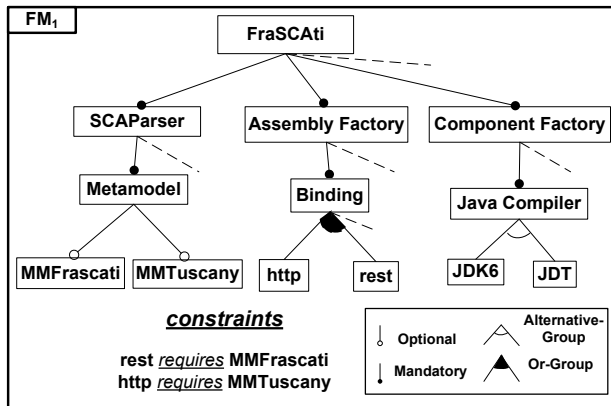 FM1
FraSCAti
SCAParser
Assembly Factory
Component Factory
Metamodel
Binding
Java Compiler
MMFrascati
MMTuscany
http
rest
JDK6
JDT
constraints
rest requires MMFrascati
http requires MMTuscany
Optional
Alternative-
Group
Mandatory
Or-Group